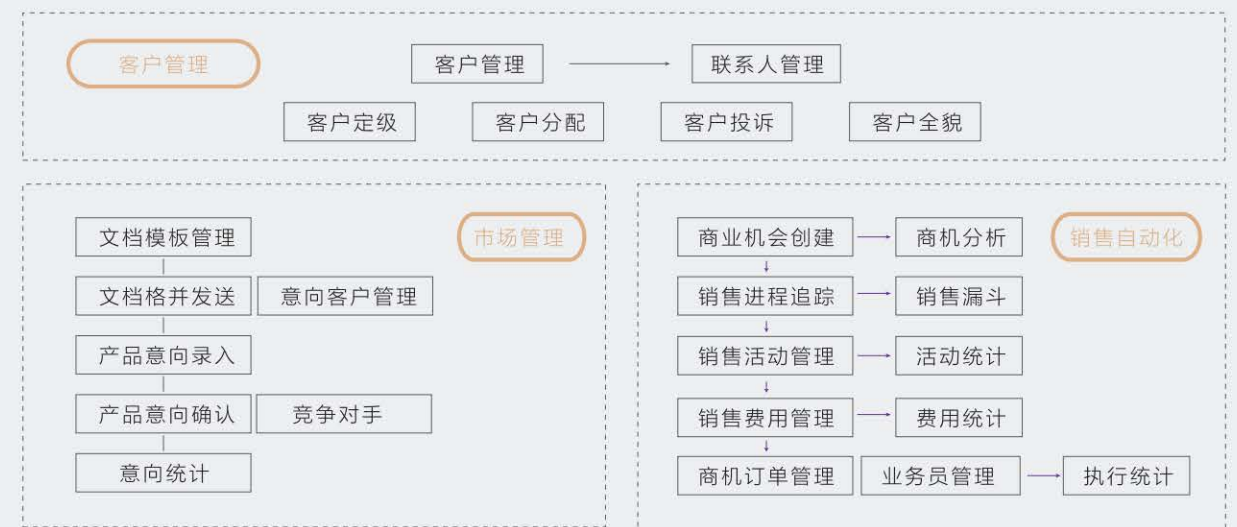 客户管理
客户管理
联系人管理
客户定级
客户分配
客户投诉
客户全貌
文档模板管理
市场管理
文档格并发送
意向客户管理
产品意向录入
产品意向确认
竞争对手
意向统计
商业机会创建
商机分析
销售自动化
销售进程追踪
销售漏斗
销售活动管理
活动统计
销售费用管理
费用统计
商机订单管理
业务员管理
执行统计